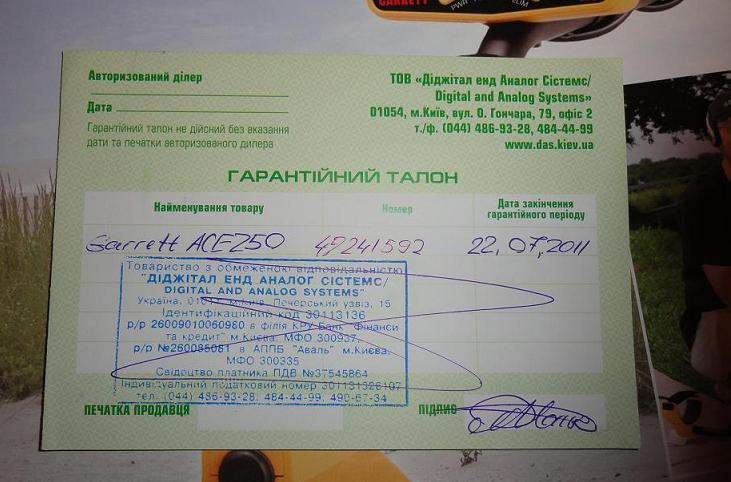 GARRETT
PWR ELIM
Авторизований ділер
Дата
Гарантійний талон не дійсний без вказання
дати та печатки авторизованого дилера
ТОВ «Діджітал енд Аналог Сістемс/
Digital and Analog Systems»
01054, м.Київ, вул. О. Гончара, 79, офіс 2
т./ф. (044) 486-93-28, 484-44-99
www.das.kiev.ua
ГАРАНТІЙНИЙ ТАЛОН
Найменування товару
Номер
Дата закінчення
гарантійного періоду
Garrett ACE250
47241592
22,07,2011
Товариство з обмеженою відповідальністю
"ДІДЖІТАЛ ЕНД АНАЛОГ СІСТЕМС/
DIGITAL AND ANALOG SYSTEMS"
Україна, Печерський узвіз, 15
Ідентифікаційний код 30113136
р/р 26009010060980 в філія КРУ Банк "Фінанси
та кредит" м.Києва, МФО 300937,
р/р №260085081 в АППБ "Аваль" м.Києва,
МФО 300335
Свідоцтво платника ПДВ №37545864
Індивідуальний податковий номер 301131326107
тел. (044) 486-93-28, 484-44-99, 490-67-34
ПЕЧАТКА ПРОДАВЦЯ
ПІДПИС